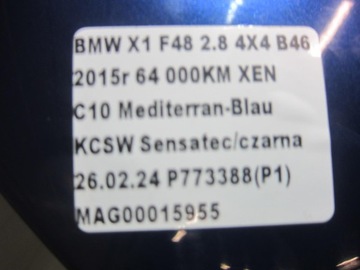 BMW X1 F48 2.8 4X4 B46
2015r 64 000KM XEN
C10 Mediterran-Blau
KCSW Sensatec/czarna
26.02.24 P773388(P1)
MAG00015955